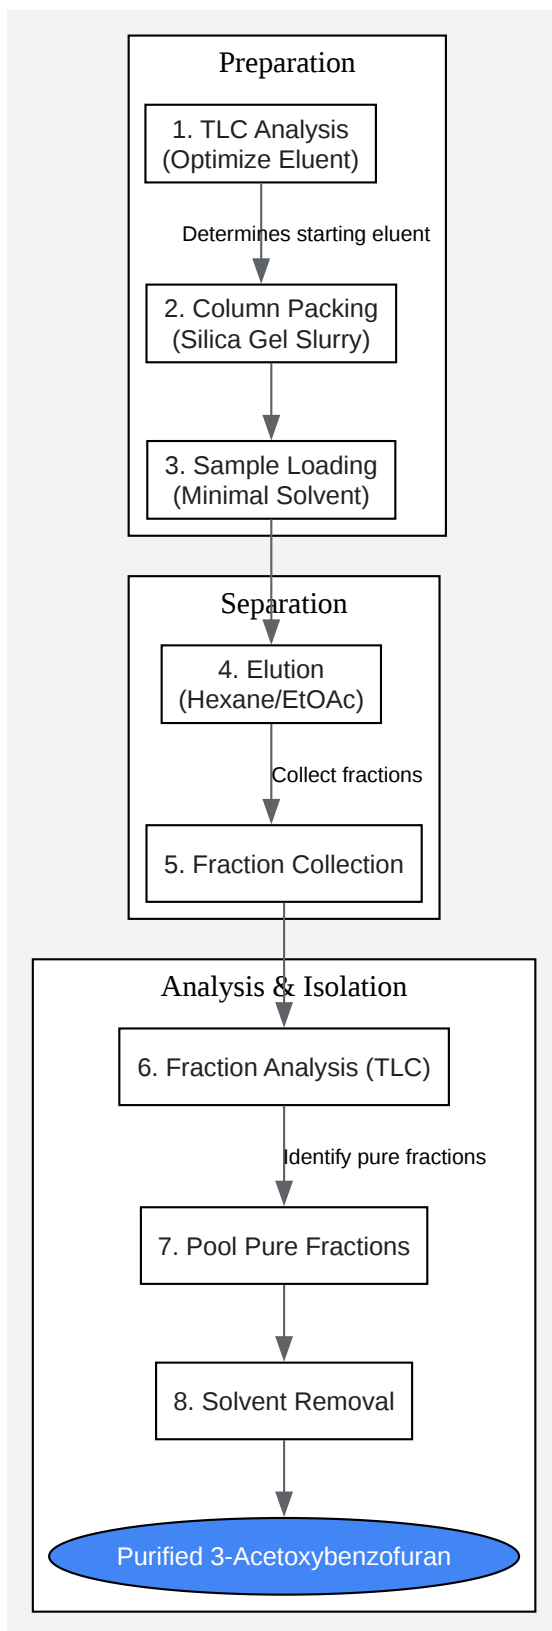 Preparation
1. TLC Analysis
(Optimize Eluent)
Determines starting eluent
2. Column Packing
(Silica Gel Slurry)
3. Sample Loading
(Minimal Solvent)
Separation
4. Elution
(Hexane/EtOAc)
Collect fractions
5. Fraction Collection
Analysis & Isolation
6. Fraction Analysis (TLC)
Identify pure fractions
7. Pool Pure Fractions
8. Solvent Removal
Purified 3-Acetoxybenzofuran